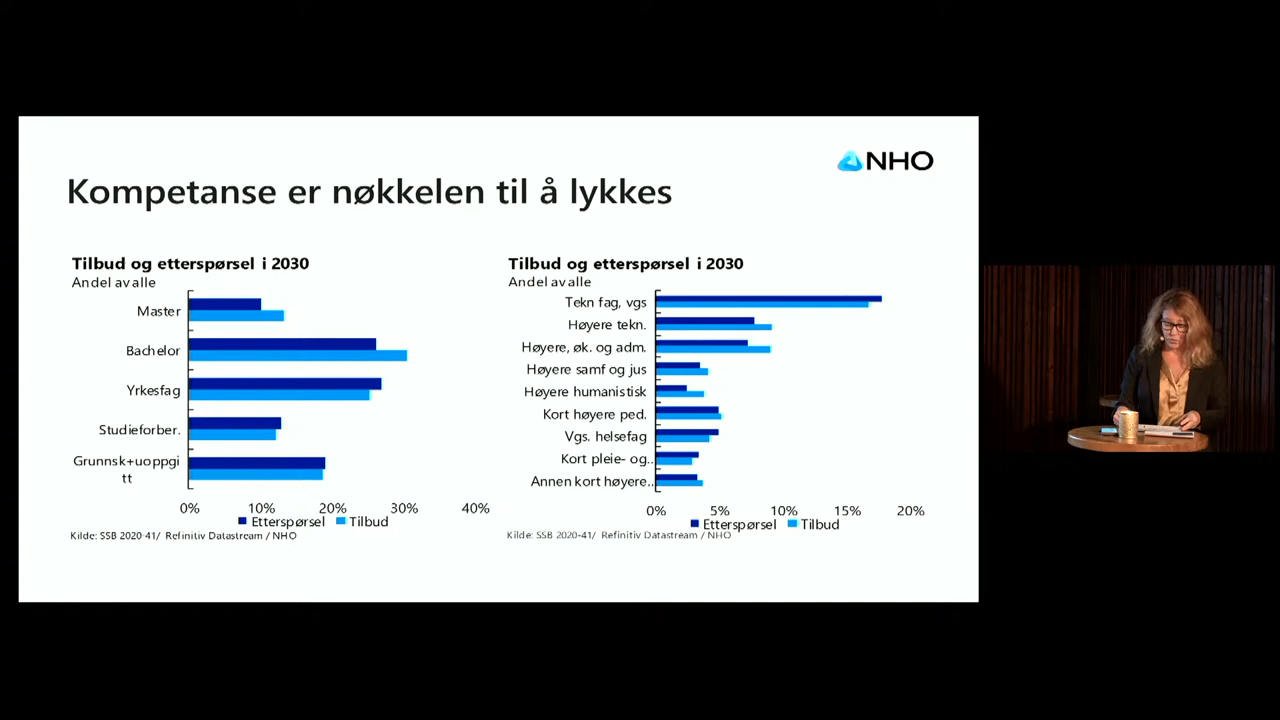 NHO
Kompetanse er nøkkelen til å lykkes
Tilbud og etterspørsel i 2030
Andel av alle
Master
Bachelor
Yrkesfag
Studieforber.
Grunnsk+uoppgi
tt
0% 10% 20% 30% 40%
Etterspørsel Tilbud
Kilde: SSB 2020-41/ Refinitiv Datastream / NHO
Tilbud og etterspørsel i 2030
Andel av alle
Tekn fag, vgs
Høyere tekn.
Høyere, øk. og adm.
Høyere samf og jus
Høyere humanistisk
Kort høyere ped.
Vgs. helsefag
Kort pleie- og..
Annen kort høyere..
0% 5% 10% 15% 20%
Etterspørsel Tilbud
Kilde: SSB 2020-41/ Refinitiv Datastream / NHO